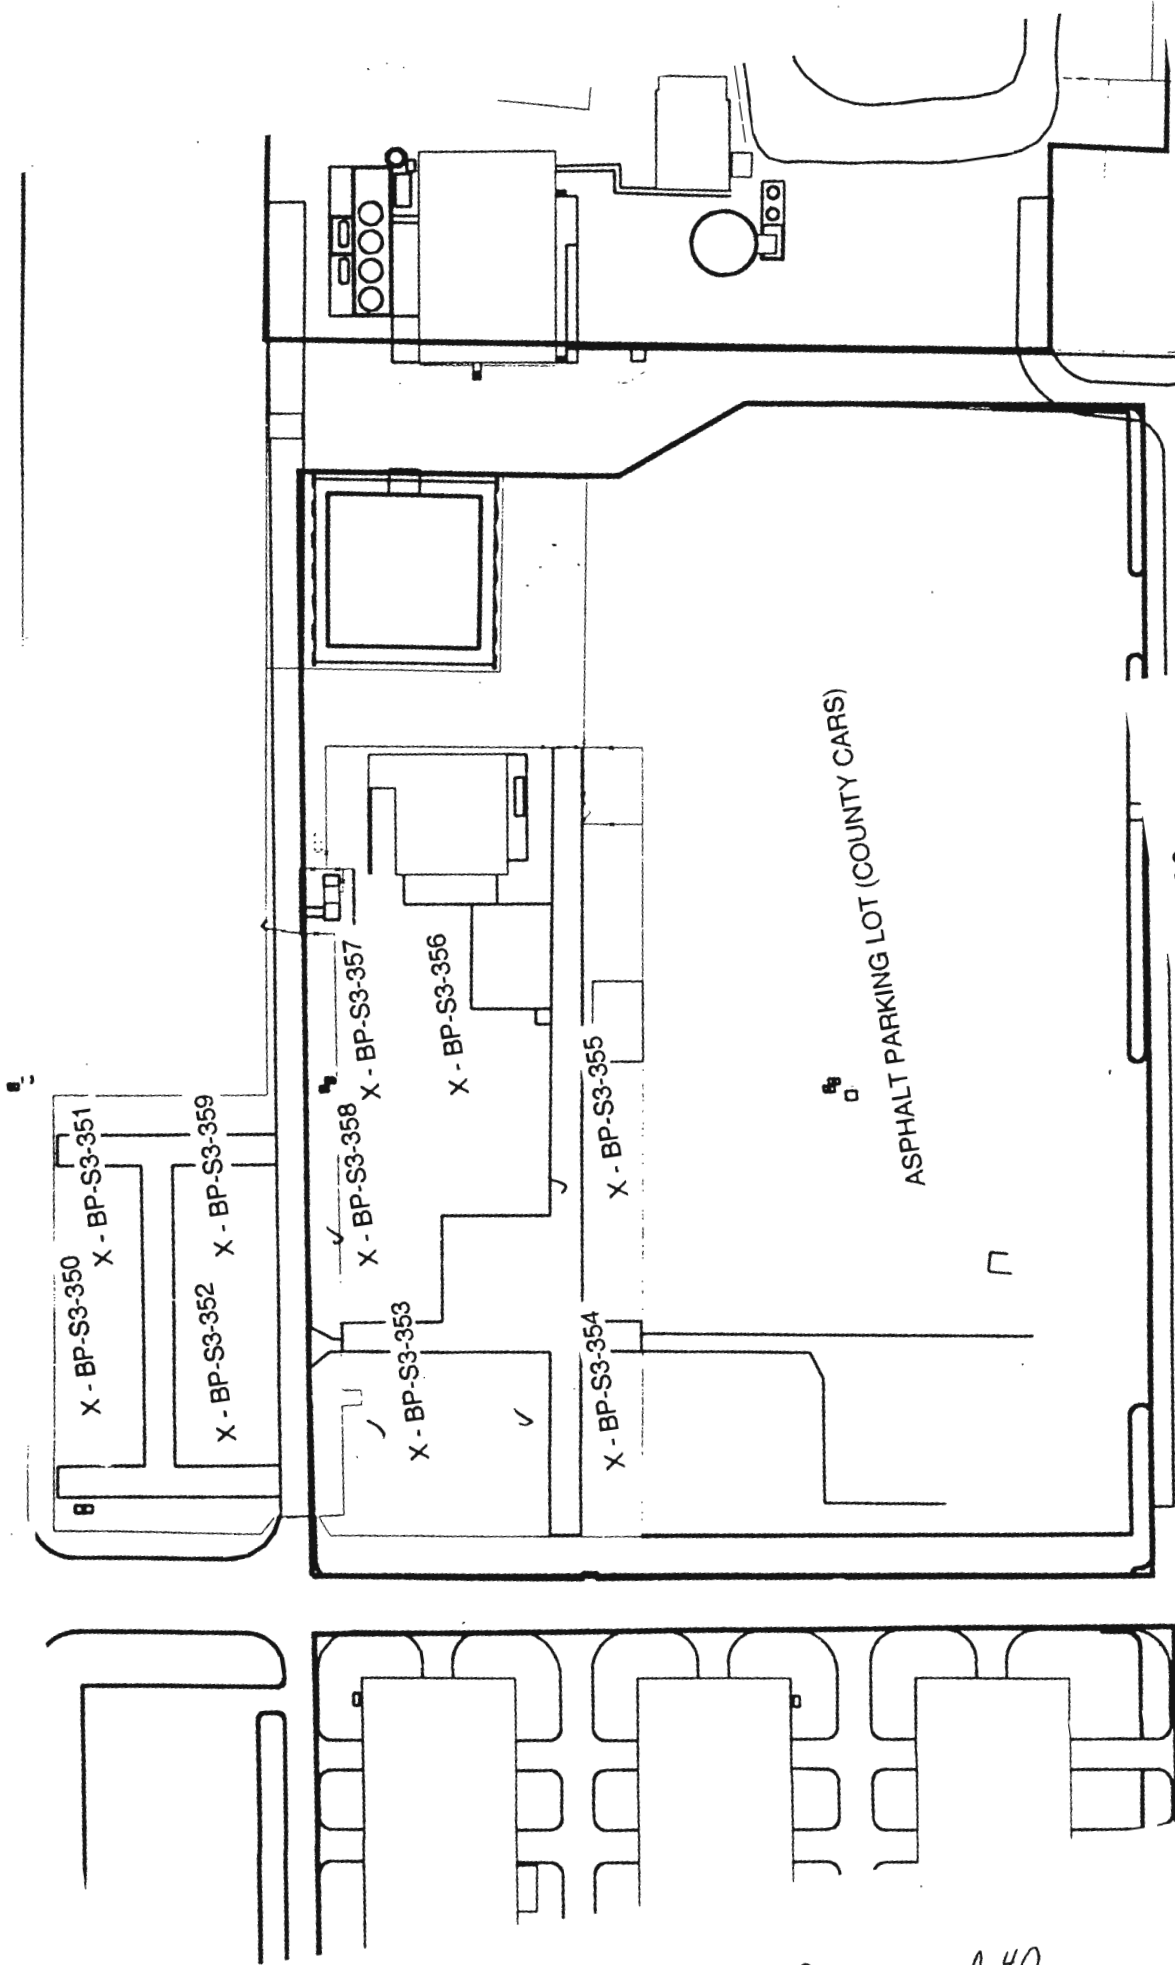 X - BP-S3-350
X - BP-S3-351
X - BP-S3-352
X - BP-S3-359
X - BP-S3-353
X - BP-S3-358
X - BP-S3-357
X - BP-S3-356
X - BP-S3-354
X - BP-S3-355
ASPHALT PARKING LOT (COUNTY CARS)